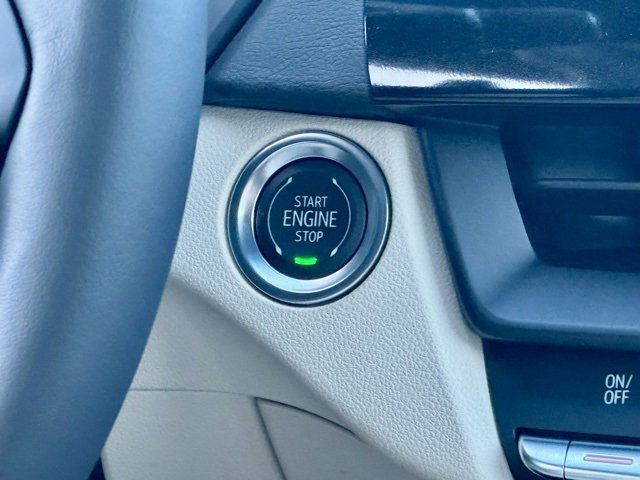 START
ENGINE
STOP
ON/
OFF